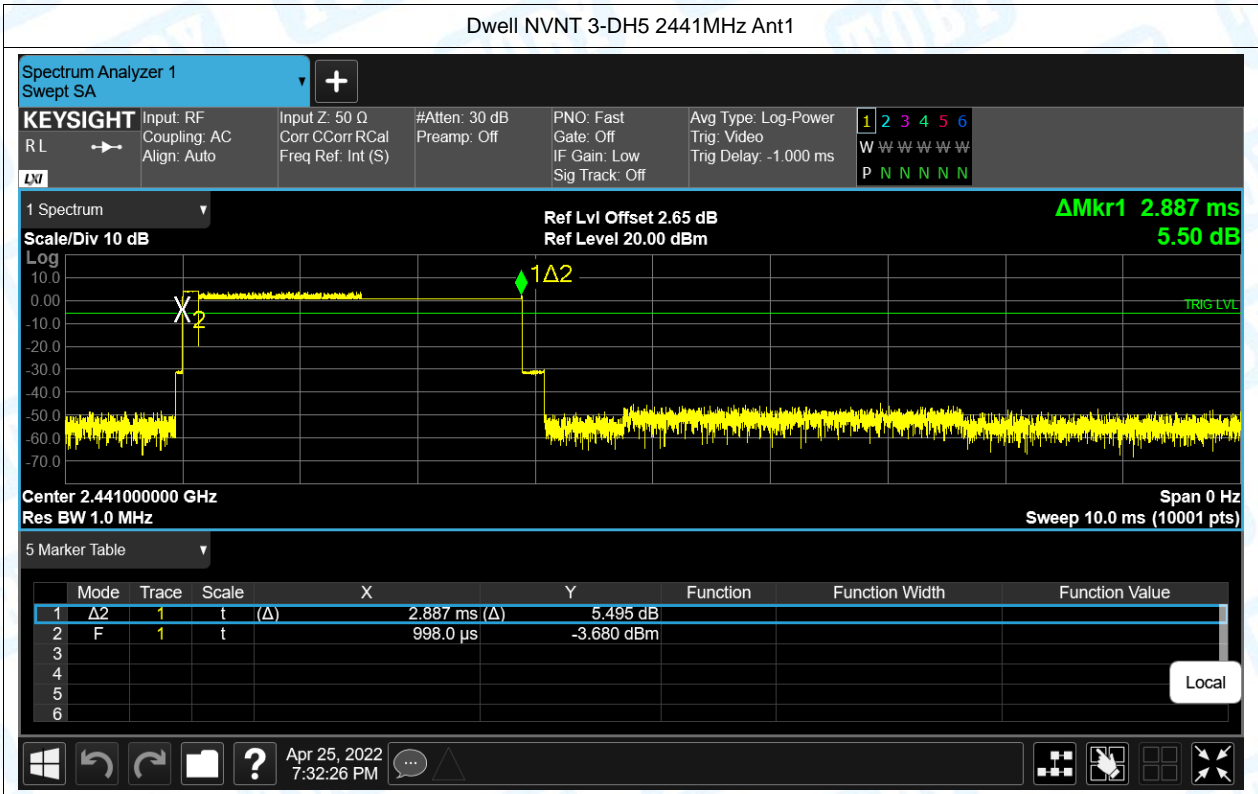 Dwell NVNT 3-DH5 2441MHz Ant1
Spectrum Analyzer 1
Swept SA
KEYSIGHT Input: RF Input Z: 50 Ω #Atten: 30 dB PNO: Fast Avg Type: Log-Power 1 2 3 4 5 6
R L Coupling: AC Corr CCorr RCal Preamp: Off Gate: Off Trig: Video W W W W W W
Align: Auto Freq Ref: Int (S) IF Gain: Low Trig Delay: -1.000 ms
LXI Sig Track: Off P N N N N N
1 Spectrum Ref Lvl Offset 2.65 dB ΔMkr1 2.887 ms
Scale/Div 10 dB Ref Level 20.00 dBm 5.50 dB
Log
1Δ2
10.0
0.00 TRIG LVL
X 2
-10.0
-20.0
-30.0
-40.0
-50.0
-60.0
-70.0
Center 2.441000000 GHz Span 0 Hz
Res BW 1.0 MHz Sweep 10.0 ms (10001 pts)
5 Marker Table
Mode Trace Scale X Y Function Function Width Function Value
1 Δ2 1 t (Δ) 2.887 ms (Δ) 5.495 dB
2 F 1 t 998.0 µs -3.680 dBm
3
4
5
6
Local
? Apr 25, 2022
7:32:26 PM